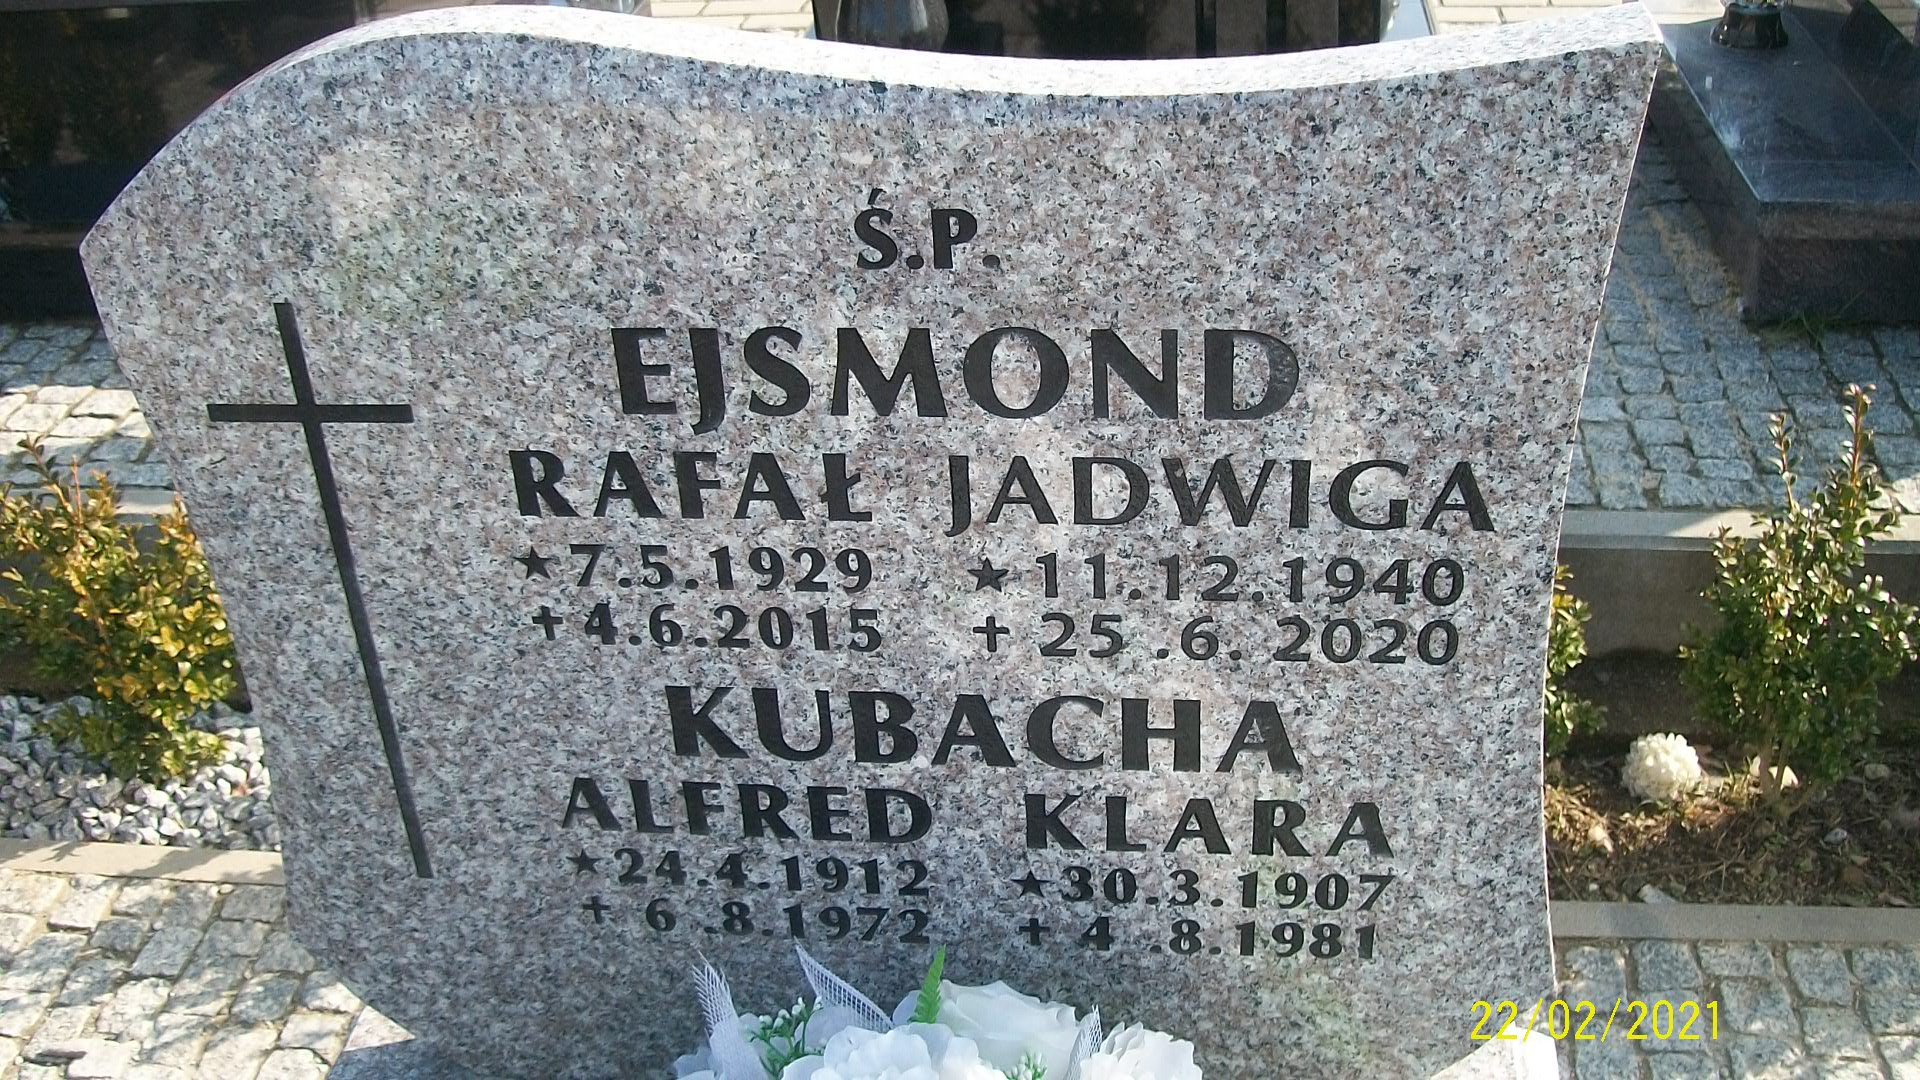 Ś.P.
EJSMOND
RAFAŁ JADWIGA
★7.5.1929 ★11.12.1940
+4.6.2015 +25.6.2020
KUBACHA
ALFRED KLARA
★24.4.1912 ★30.3.1907
+6.8.1972 +4.8.1981
22/02/2021